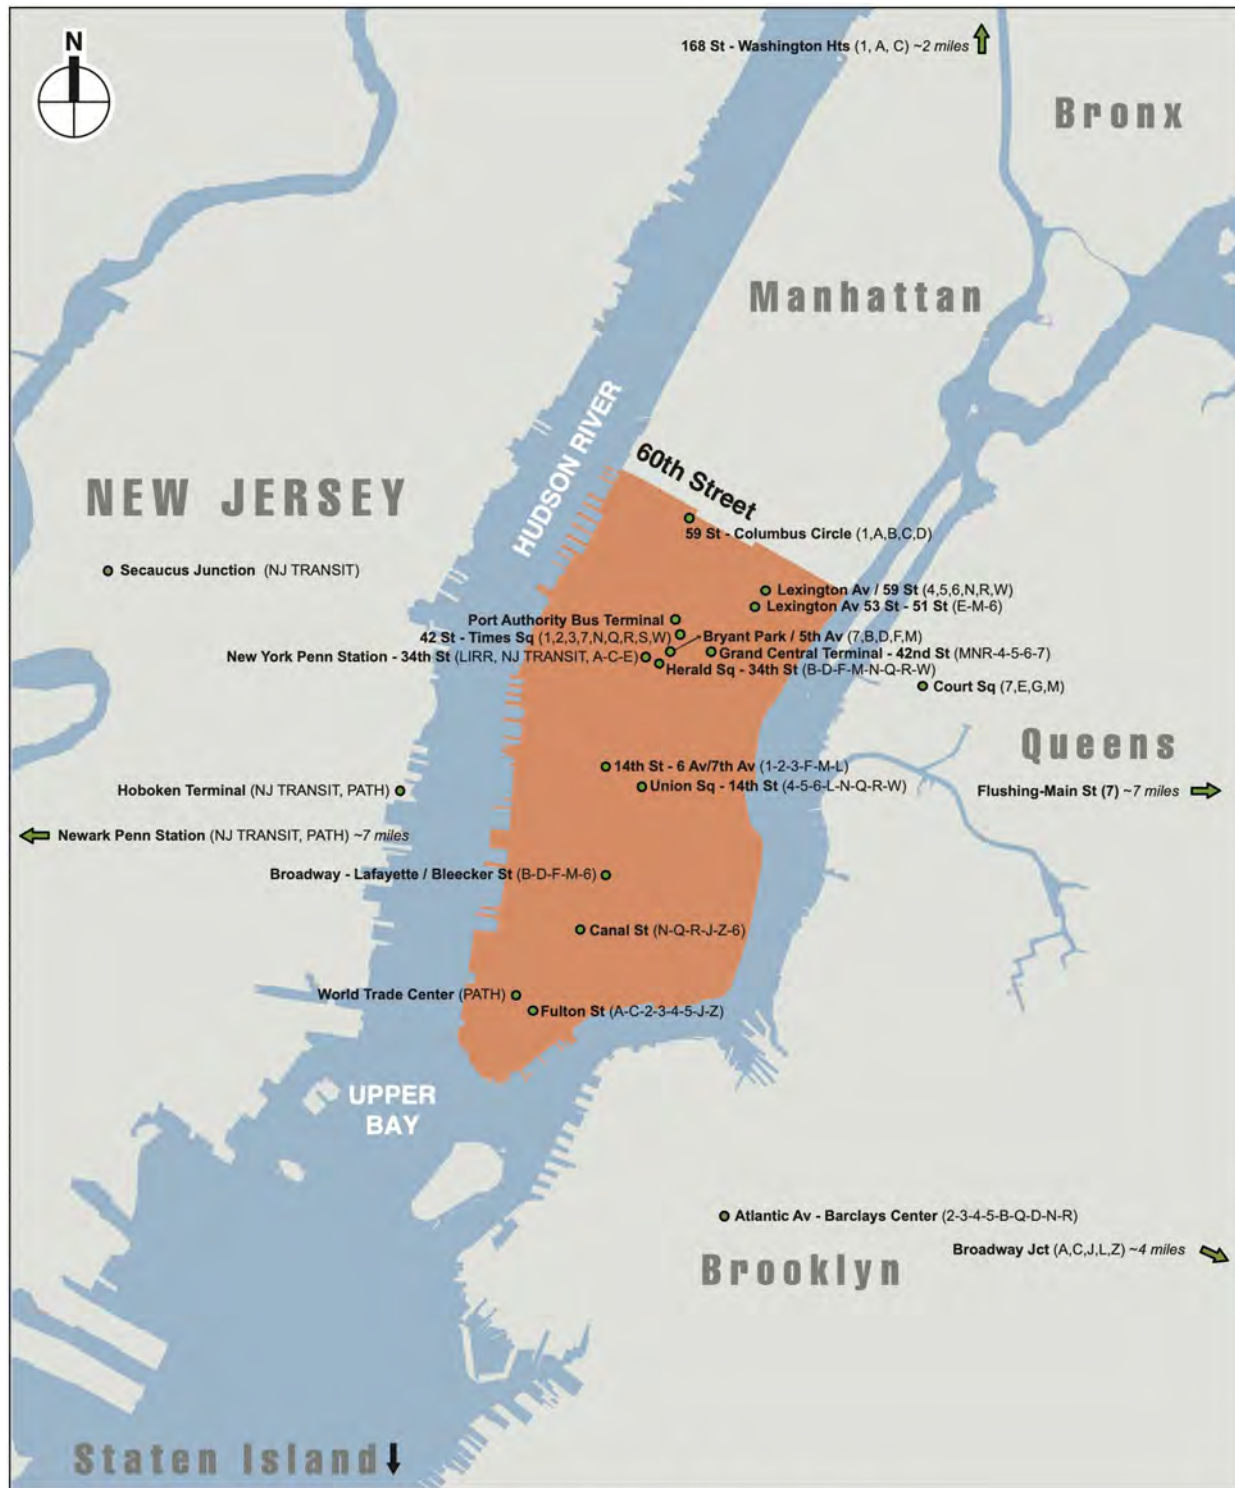 168 St - Washington Hts (1, A, C) ~2 miles
N
Bronx
Manhattan
HUDSON RIVER
60th Street
NEW JERSEY
59 St - Columbus Circle (1,A,B,C,D)
Secaucus Junction (NJ TRANSIT)
Lexington Av / 59 St (4,5,6,N,R,W)
Lexington Av 53 St - 51 St (E-M-6)
Port Authority Bus Terminal
42 St - Times Sq (1,2,3,7,N,Q,R,S,W)
Bryant Park / 5th Av (7,B,D,F,M)
New York Penn Station - 34th St (LIRR, NJ TRANSIT, A-C-E)
Grand Central Terminal - 42nd St (MNR-4-5-6-7)
Herald Sq - 34th St (B-D-F-M-N-Q-R-W)
Court Sq (7,E,G,M)
Queens
14th St - 6 Av/7th Av (1-2-3-F-M-L)
Union Sq - 14th St (4-5-6-L-N-Q-R-W)
Hoboken Terminal (NJ TRANSIT, PATH)
Flushing-Main St (7) ~7 miles
Newark Penn Station (NJ TRANSIT, PATH) ~7 miles
Broadway - Lafayette / Bleecker St (B-D-F-M-6)
Canal St (N-Q-R-J-Z-6)
World Trade Center (PATH)
Fulton St (A-C-2-3-4-5-J-Z)
UPPER
BAY
Atlantic Av - Barclays Center (2-3-4-5-B-Q-D-N-R)
Broadway Jct (A,C,J,L,Z) ~4 miles
Brooklyn
Staten Island